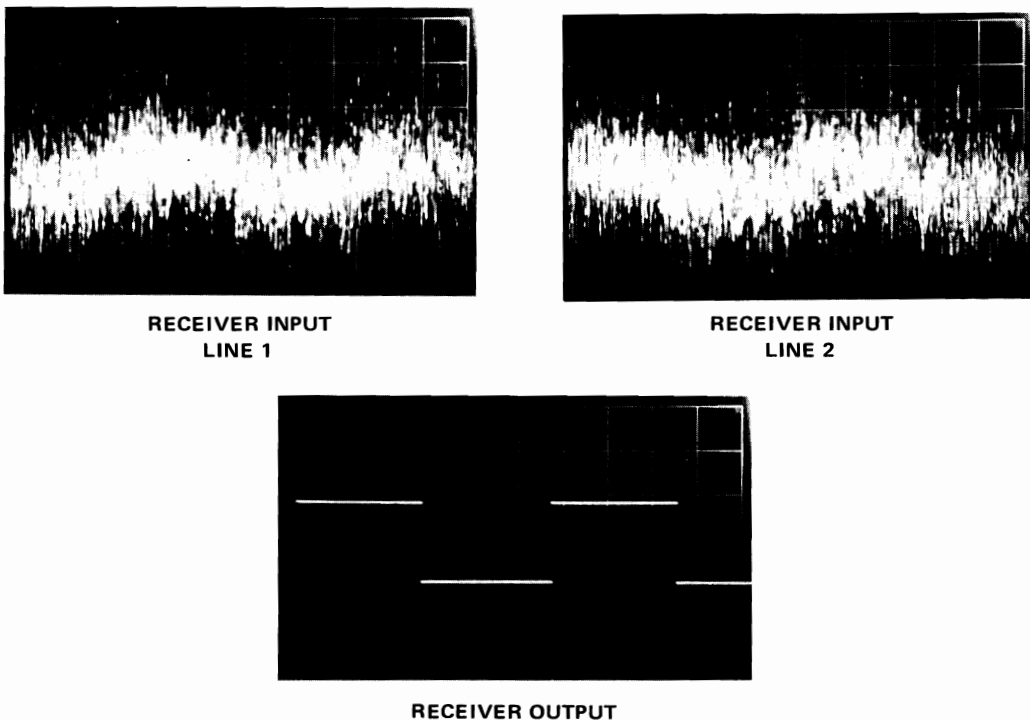 RECEIVER INPUT
LINE 1
RECEIVER INPUT
LINE 2
RECEIVER OUTPUT